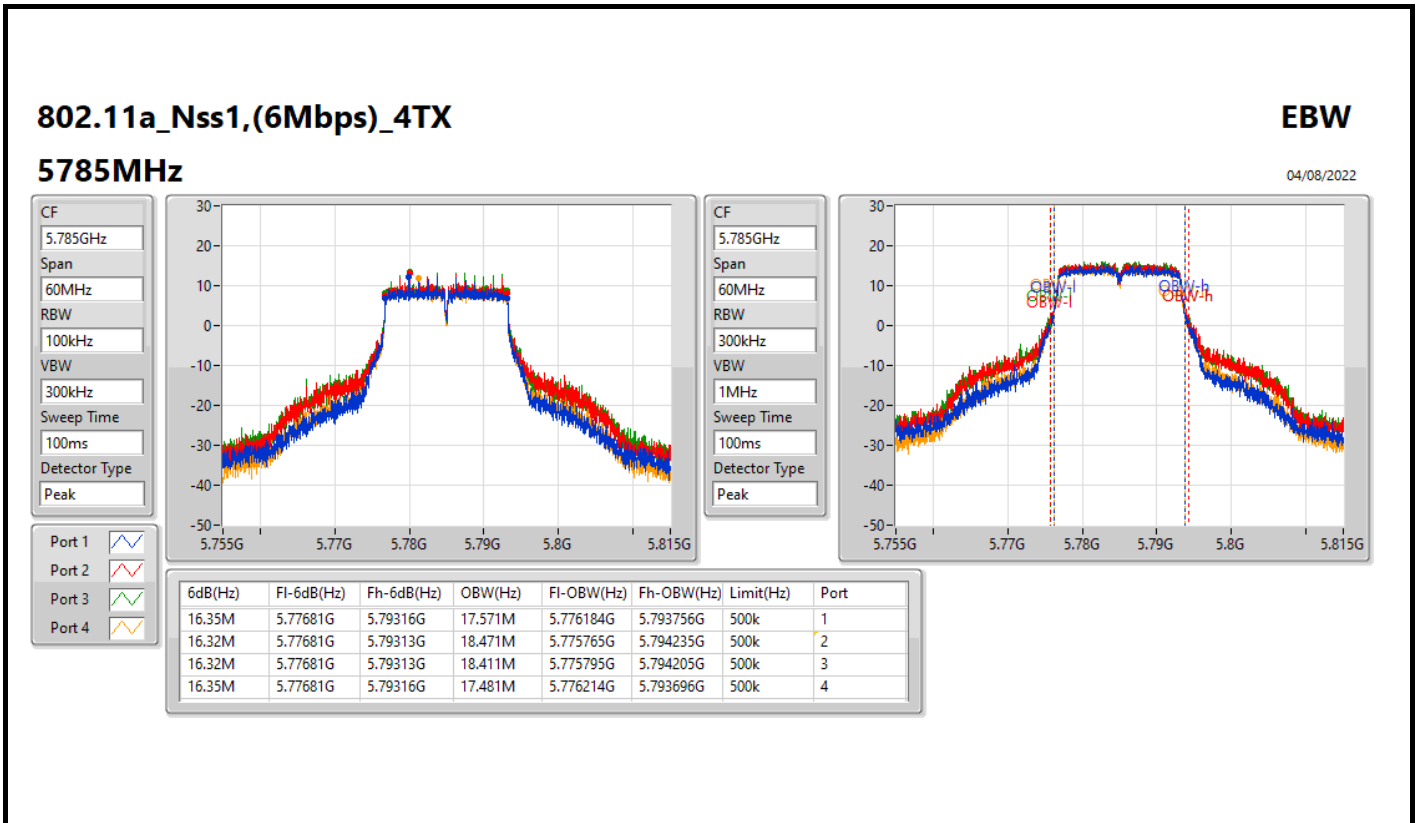 802.11a_Nss1,(6Mbps)_4TX
EBW
5785MHz
04/08/2022
CF
5.785GHz
Span
60MHz
RBW
100kHz
VBW
300kHz
Sweep Time
100ms
Detector Type
Peak
30
20
10
0
-10
-20
-30
-40
-50
5.755G 5.77G 5.78G 5.79G 5.8G 5.815G
CF
5.785GHz
Span
60MHz
RBW
300kHz
VBW
1MHz
Sweep Time
100ms
Detector Type
Peak
30
20
10
0
-10
-20
-30
-40
-50
OBW-l
OBW-h
OBW-l
OBW-h
5.755G 5.77G 5.78G 5.79G 5.8G 5.815G
Port 1
Port 2
Port 3
Port 4
6dB(Hz) Fl-6dB(Hz) Fh-6dB(Hz) OBW(Hz) Fl-OBW(Hz) Fh-OBW(Hz) Limit(Hz) Port
16.35M 5.77681G 5.79316G 17.571M 5.776184G 5.793756G 500k 1
16.32M 5.77681G 5.79313G 18.471M 5.775765G 5.794235G 500k 2
16.32M 5.77681G 5.79313G 18.411M 5.775795G 5.794205G 500k 3
16.35M 5.77681G 5.79316G 17.481M 5.776214G 5.793696G 500k 4